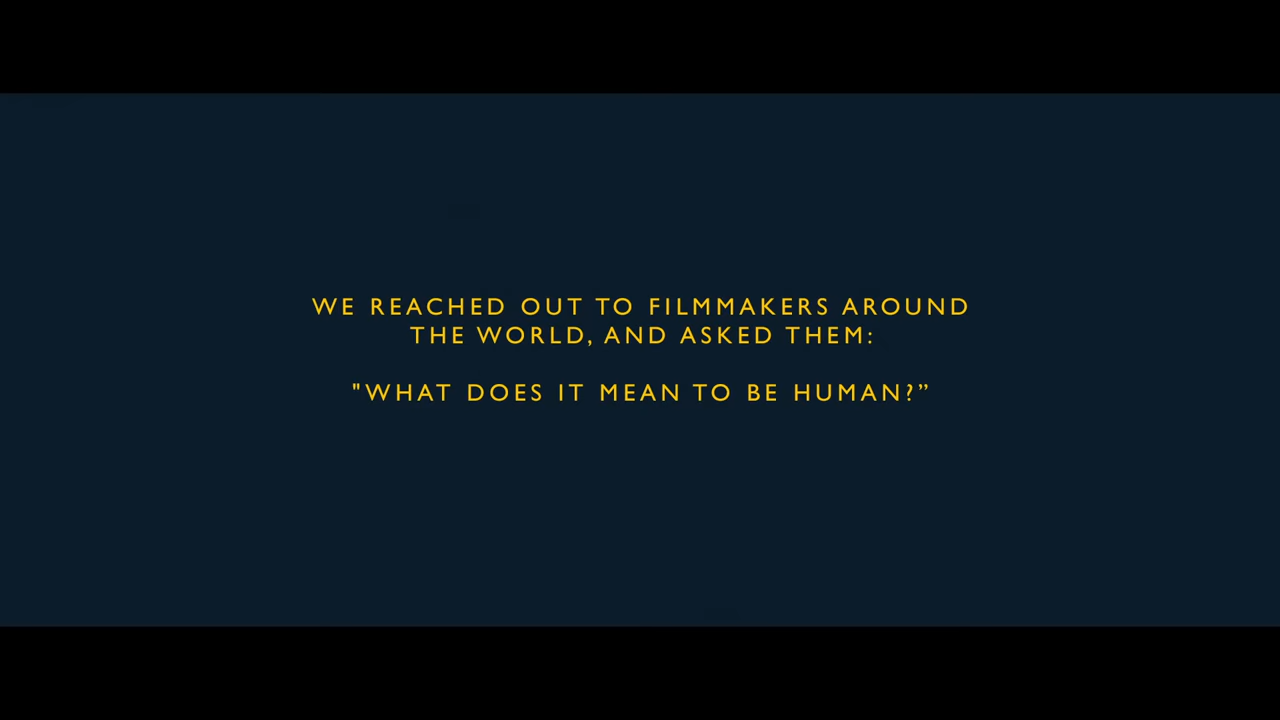 WE REACHED OUT TO FILMMAKERS AROUND
THE WORLD, AND ASKED THEM:
"WHAT DOES IT MEAN TO BE HUMAN?”